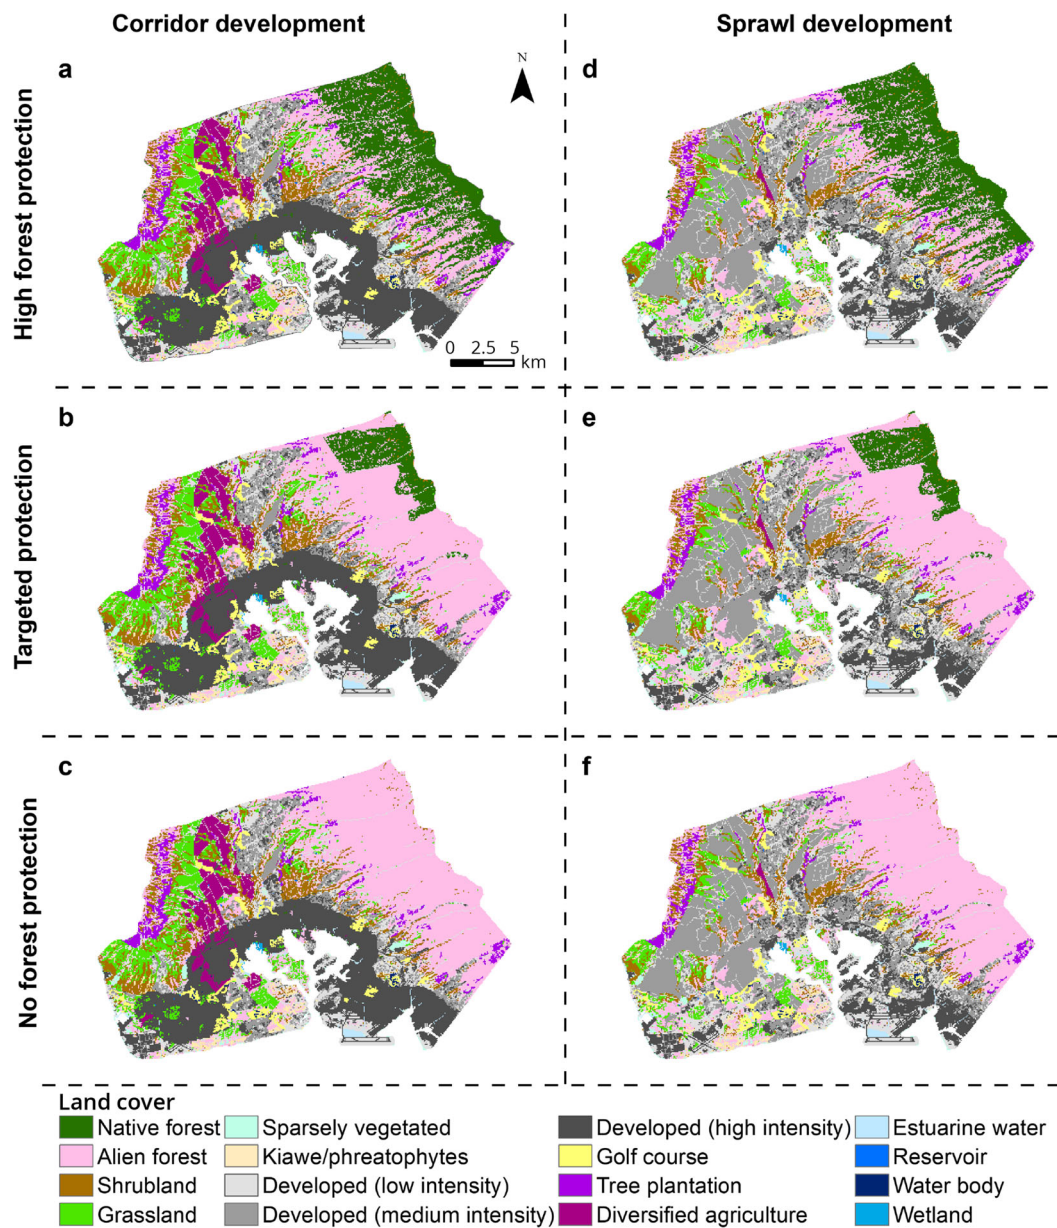 Corridor development
Sprawl development
High forest protection
a
N
d
0 2.5 5
km
Targeted protection
b
e
No forest protection
c
f
Land cover
Native forest
Sparsely vegetated
Developed (high intensity)
Estuarine water
Alien forest
Kiawe/phreatophytes
Golf course
Reservoir
Shrubland
Developed (low intensity)
Tree plantation
Water body
Grassland
Developed (medium intensity)
Diversified agriculture
Wetland